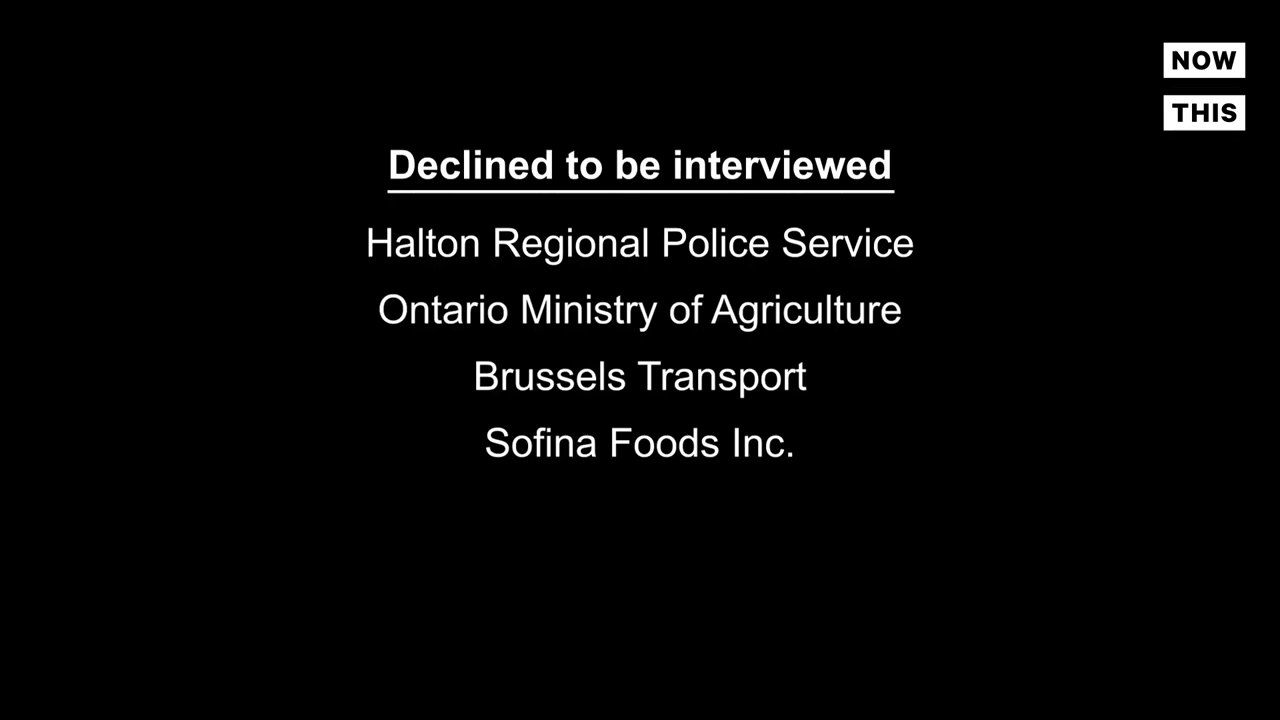 NOW
THIS
Declined to be interviewed
Halton Regional Police Service
Ontario Ministry of Agriculture
Brussels Transport
Sofina Foods Inc.